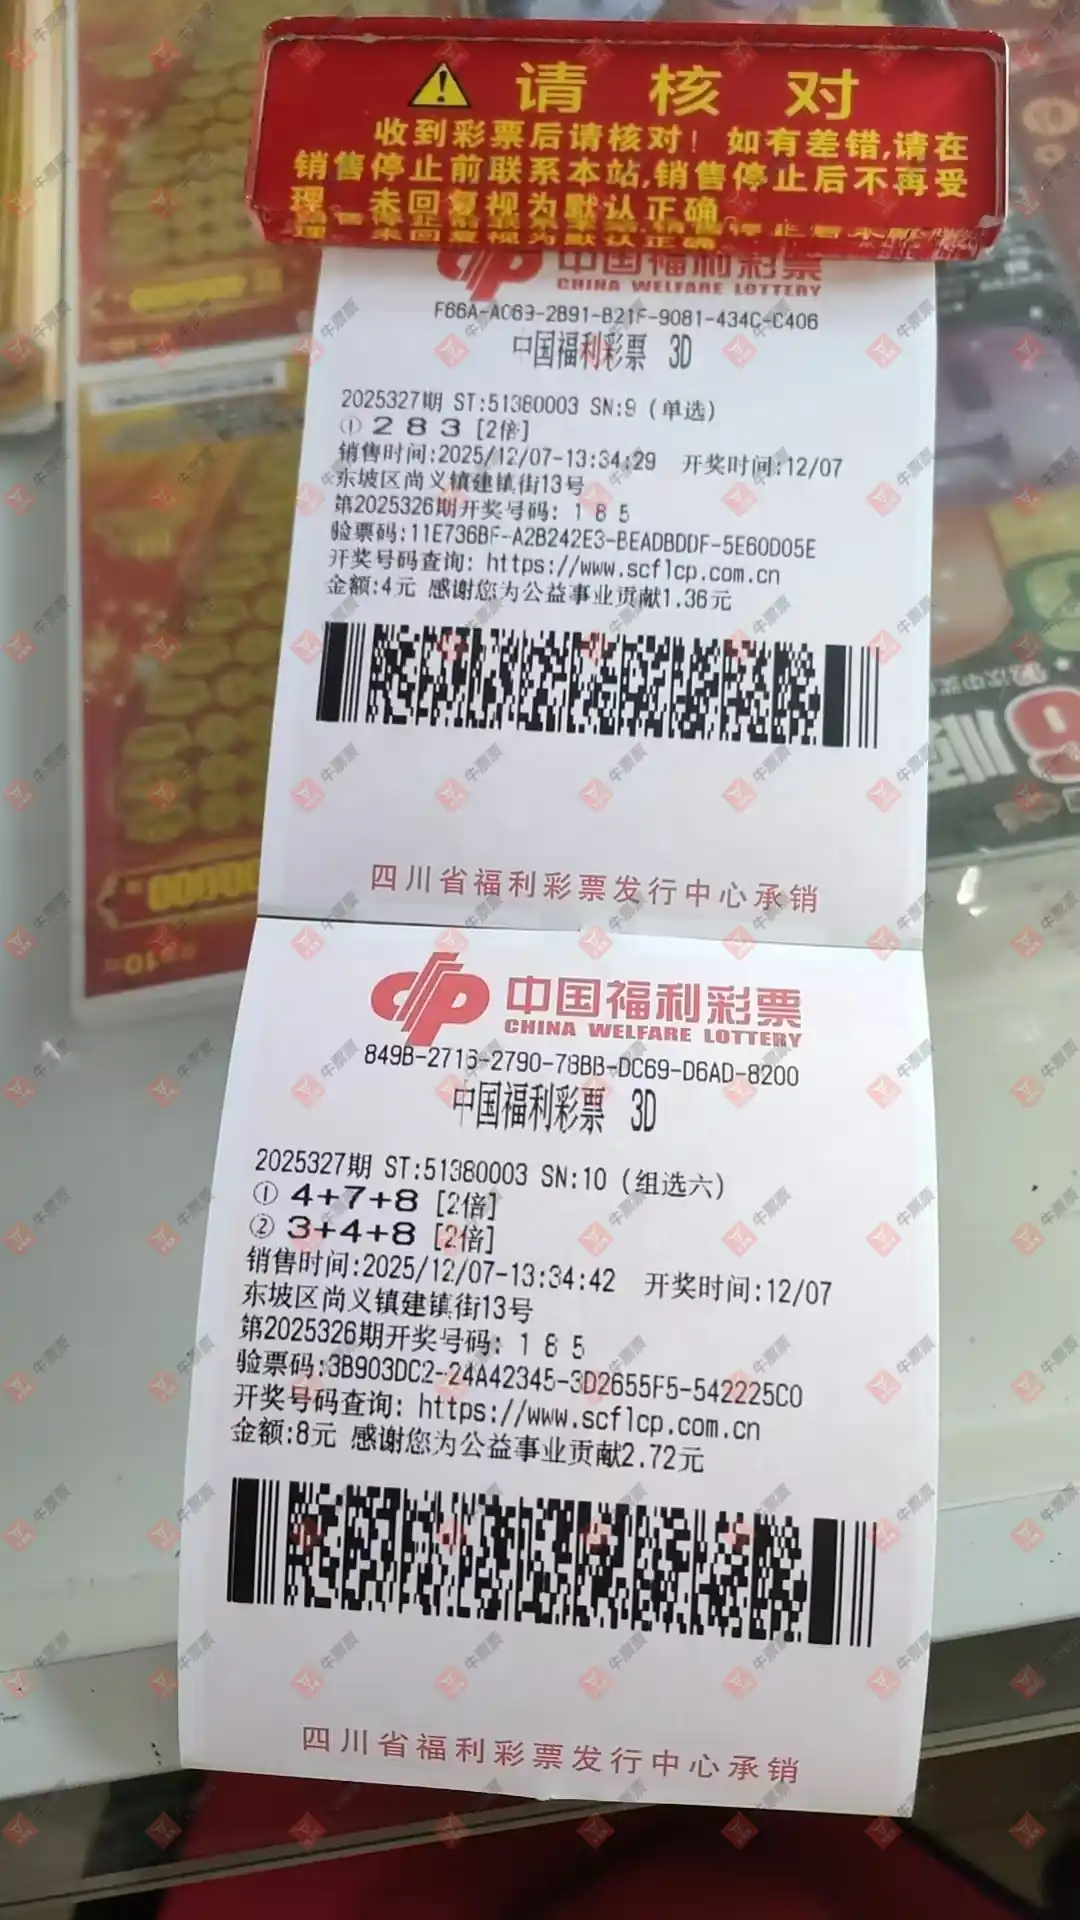 请核对
收到彩票后请核对！如有差错,请在
销售停止前联系本站,销售停止后不再受
理 未回复视为默认正确
中国福利彩票
CHINA WELFARE LOTTERY
F66A-AC69-2B91-B21F-9081-434C-C406
中国福利彩票 3D
2025327期 ST:51380003 SN:9 (单选)
① 2 8 3 [2倍]
销售时间:2025/12/07-13:34:29 开奖时间:12/07
东坡区尚义镇建镇街13号
第2025326期开奖号码: 1 8 5
验票码:11E736BF-A2B242E3-BEADBDDF-5E60D05E
开奖号码查询: https://www.scflcp.com.cn
金额:4元 感谢您为公益事业贡献1.36元
四川省福利彩票发行中心承销
中国福利彩票
CHINA WELFARE LOTTERY
849B-2715-2790-78BB-DC69-D6AD-8200
中国福利彩票 3D
2025327期 ST:51380003 SN:10 (组选六)
① 4+7+8 [2倍]
② 3+4+8 [2倍]
销售时间:2025/12/07-13:34:42 开奖时间:12/07
东坡区尚义镇建镇街13号
第2025326期开奖号码: 1 8 5
验票码:3B903DC2-24A42345-3D2655F5-542225C0
开奖号码查询: https://www.scflcp.com.cn
金额:8元 感谢您为公益事业贡献2.72元
四川省福利彩票发行中心承销
牛票票